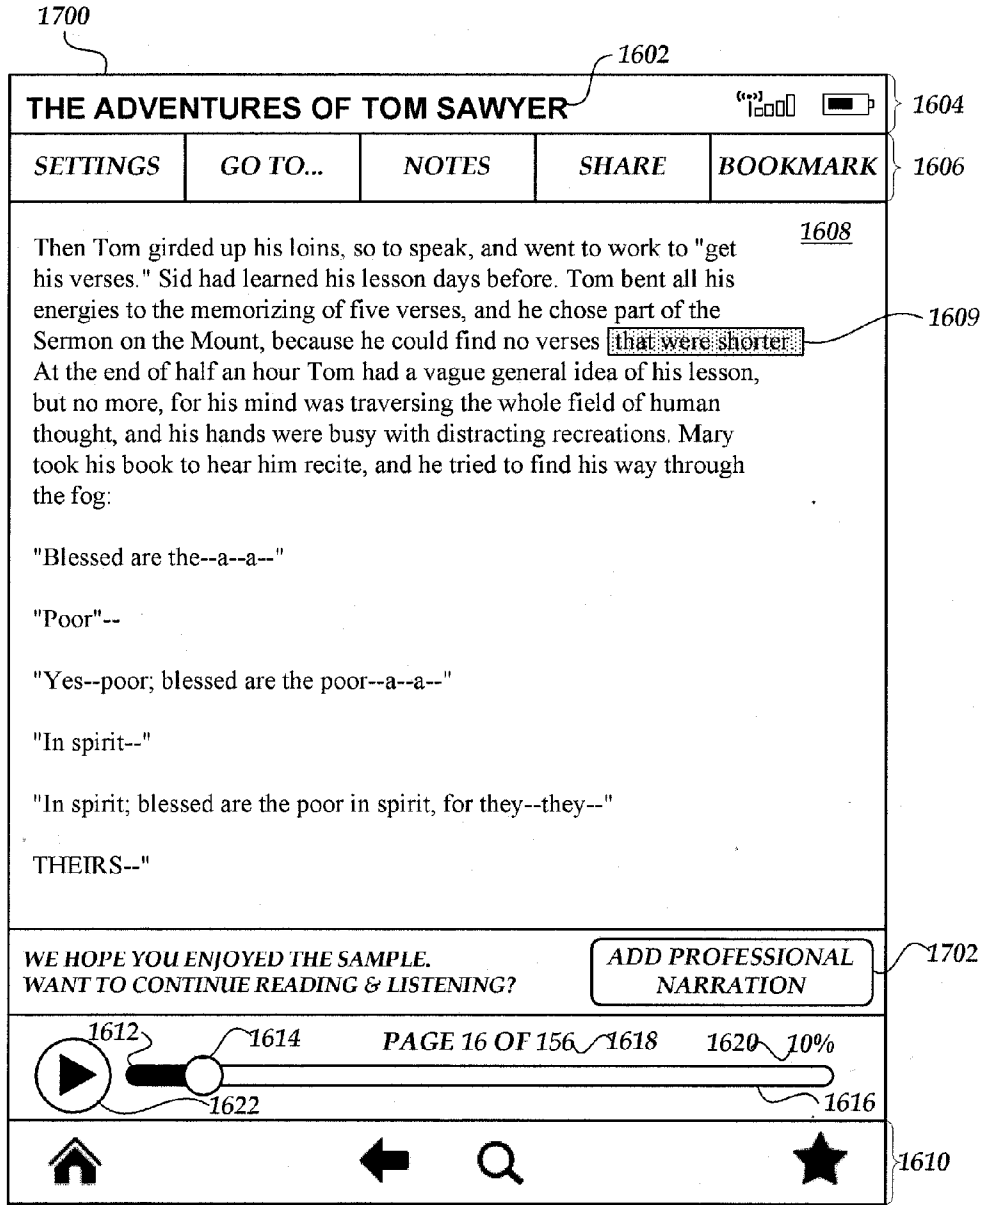 1700
1602
THE ADVENTURES OF TOM SAWYER
1604
SETTINGS GO TO... NOTES SHARE BOOKMARK
1606
1608
Then Tom girded up his loins, so to speak, and went to work to "get
his verses." Sid had learned his lesson days before. Tom bent all his
energies to the memorizing of five verses, and he chose part of the
Sermon on the Mount, because he could find no verses that were shorter.
1609
At the end of half an hour Tom had a vague general idea of his lesson,
but no more, for his mind was traversing the whole field of human
thought, and his hands were busy with distracting recreations. Mary
took his book to hear him recite, and he tried to find his way through
the fog:
"Blessed are the--a--a--"
"Poor"--
"Yes--poor; blessed are the poor--a--a--"
"In spirit--"
"In spirit; blessed are the poor in spirit, for they--they--"
THEIRS--"
WE HOPE YOU ENJOYED THE SAMPLE.
WANT TO CONTINUE READING & LISTENING?
ADD PROFESSIONAL
NARRATION
1702
1612 1614 PAGE 16 OF 156 1618 1620 10%
1622 1616
1610